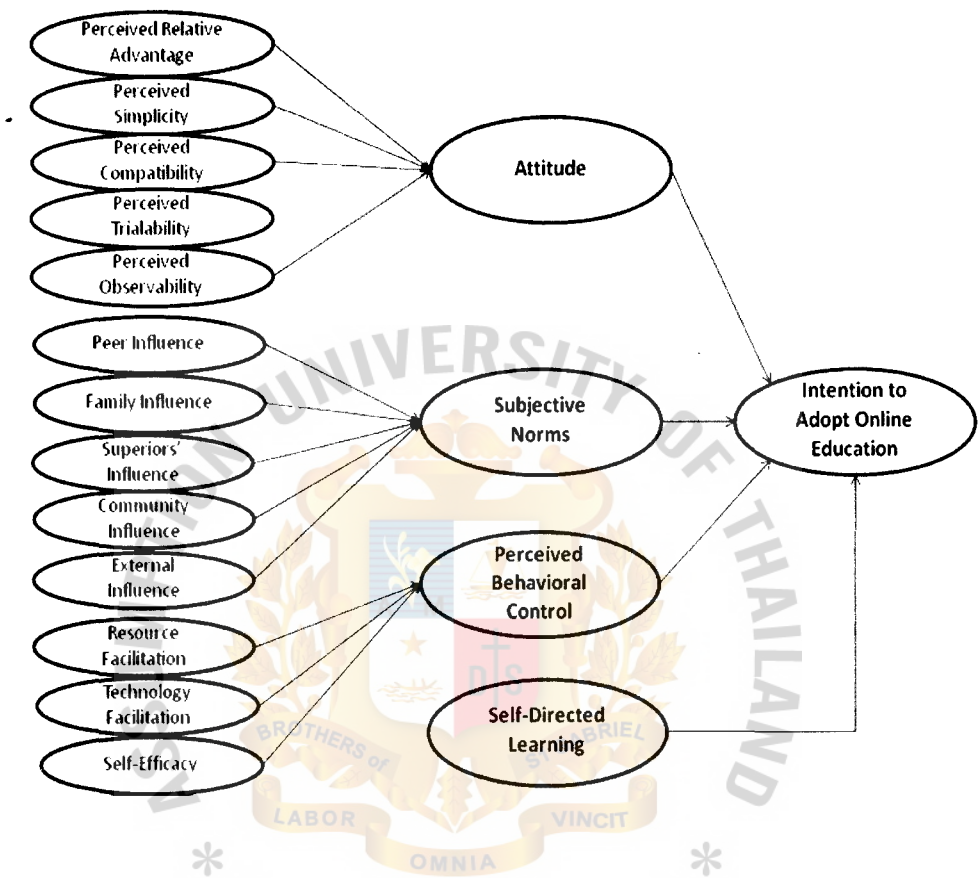 Perceived Relative
Advantage
Perceived
Simplicity
Perceived
Compatibility
Perceived
Trialability
Perceived
Observability
Peer Influence
Family Influence
Superiors'
Influence
Community
Influence
External
Influence
Resource
Facilitation
Technology
Facilitation
Self-Efficacy
Attitude
Subjective
Norms
Perceived
Behavioral
Control
Self-Directed
Learning
Intention to
Adopt Online
Education
ASSUMPTION UNIVERSITY OF THAILAND
DS
BROTHERS of ST GABRIEL
LABOR
OMNIA
VINCIT